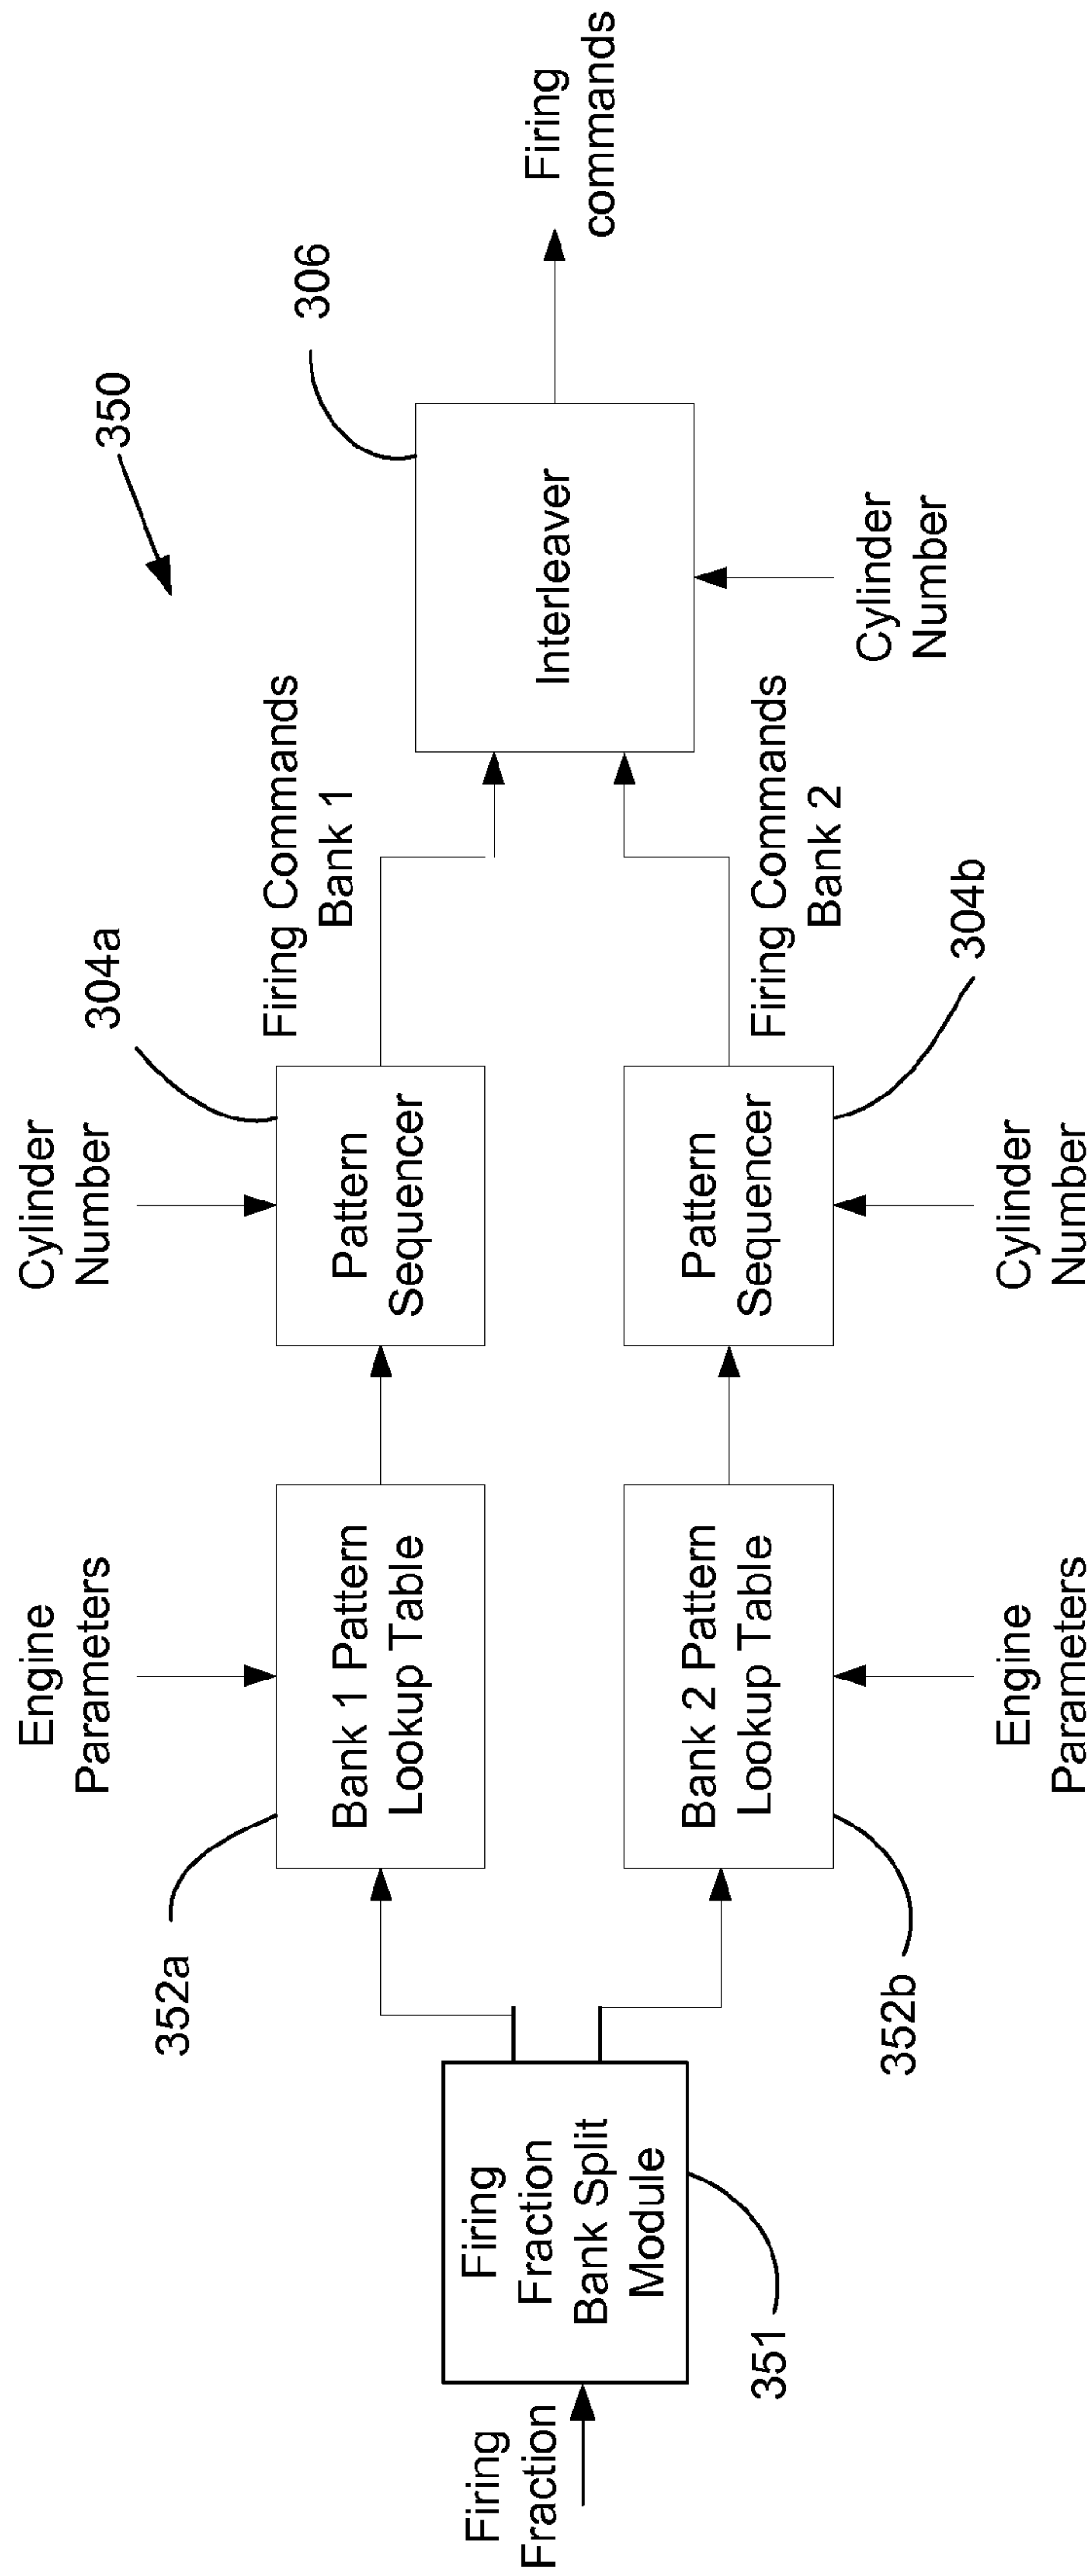 350
Cylinder
Number
Engine
Parameters
304a
306
352a
Firing Commands
Bank 1
Firing
Fraction
Firing
Fraction
Bank Split
Module
Bank 1 Pattern
Lookup Table
Pattern
Sequencer
Interleaver
Firing
commands
Bank 2 Pattern
Lookup Table
Pattern
Sequencer
Firing Commands
Bank 2
Cylinder
Number
351
352b
304b
Engine
Parameters
Cylinder
Number